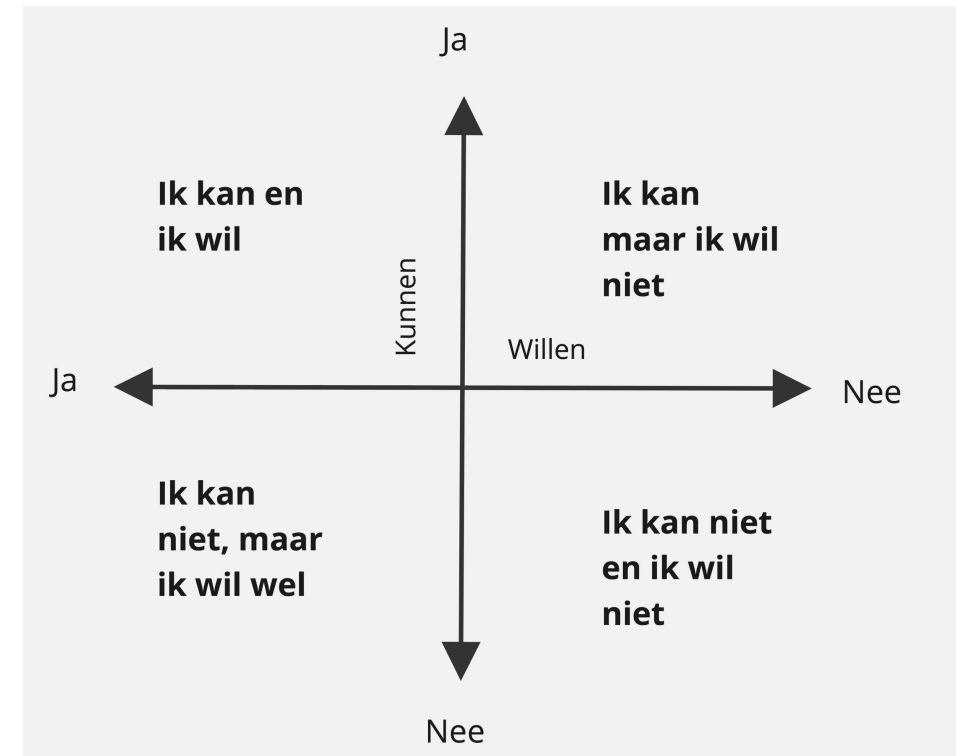 Ja
Ik kan en
ik wil
Ik kan
maar ik wil
niet
Kunnen
Willen
Ja
Nee
Ik kan
niet, maar
ik wil wel
Ik kan niet
en ik wil
niet
Nee